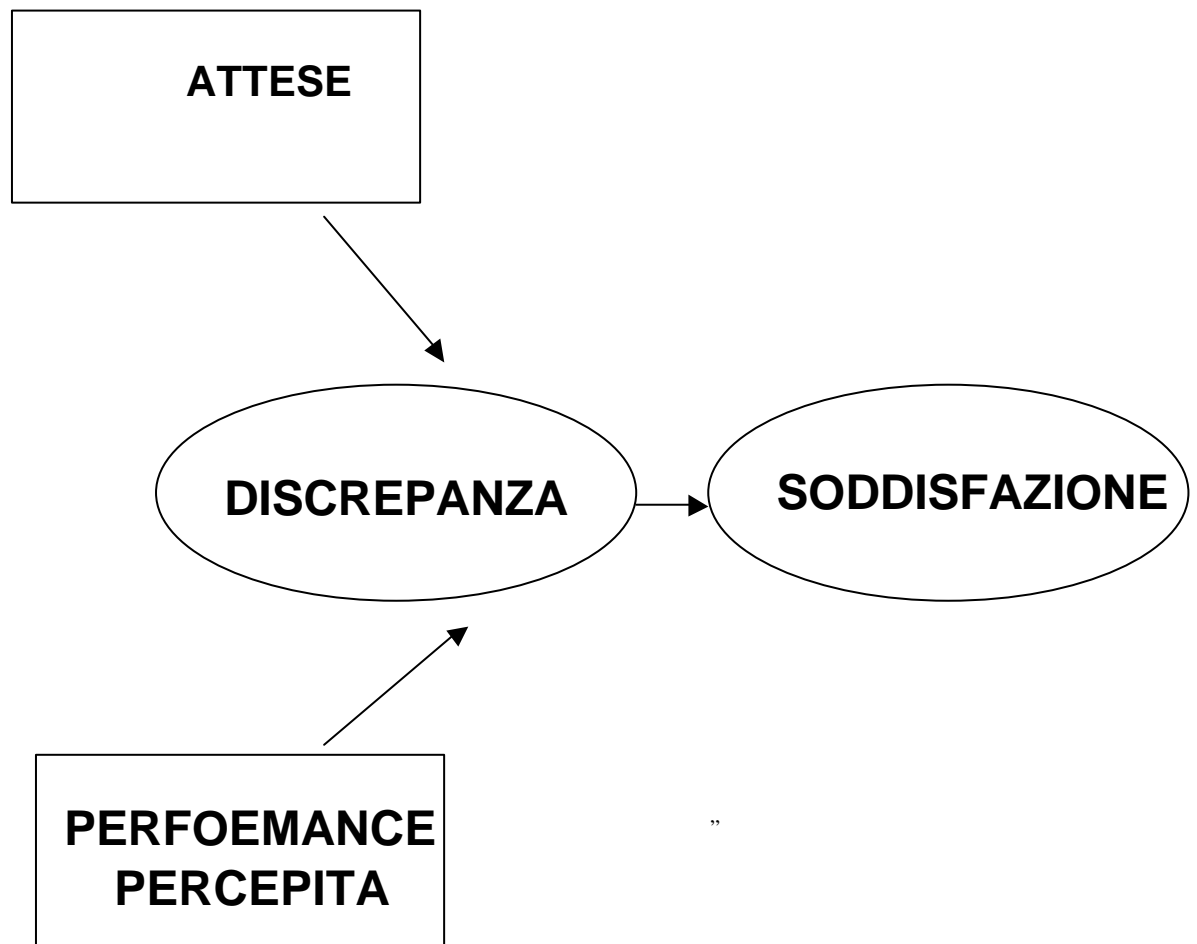 ATTESE
DISCREPANZA
SODDISFAZIONE
PERFOEMANCE
PERCEPITA
”